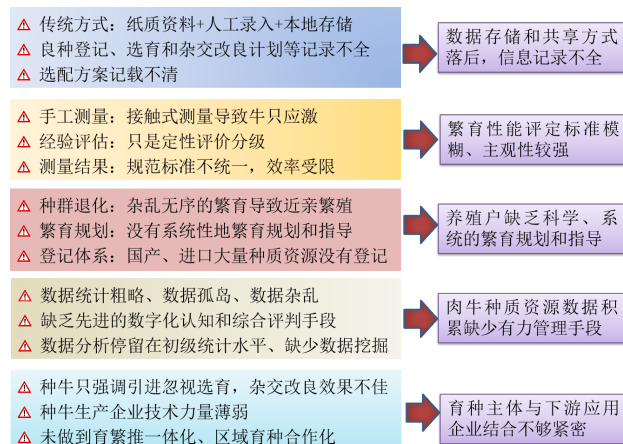 传统方式：纸质资料+人工录入+本地存储
良种登记、选育和杂交改良计划等记录不全
选配方案记载不清
数据存储和共享方式
落后，信息记录不全
手工测量：接触式测量导致牛只应激
经验评估：只是定性评价分级
测量结果：规范标准不统一，效率受限
繁育性能评定标准模
糊、主观性较强
种群退化：杂乱无序的繁育导致近亲繁殖
繁育规划：没有系统性地繁育规划和指导
登记体系：国产、进口大量种质资源没有登记
养殖户缺乏科学、系
统的繁育规划和指导
数据统计粗略、数据孤岛、数据杂乱
缺乏先进的数字化认知和综合评判手段
数据分析停留在初级统计水平、缺少数据挖掘
肉牛种质资源数据积
累缺少有力管理手段
种牛只强调引进忽视选育，杂交改良效果不佳
种牛生产企业技术力量薄弱
未做到育繁推一体化、区域育种合作化
育种主体与下游应用
企业结合不够紧密